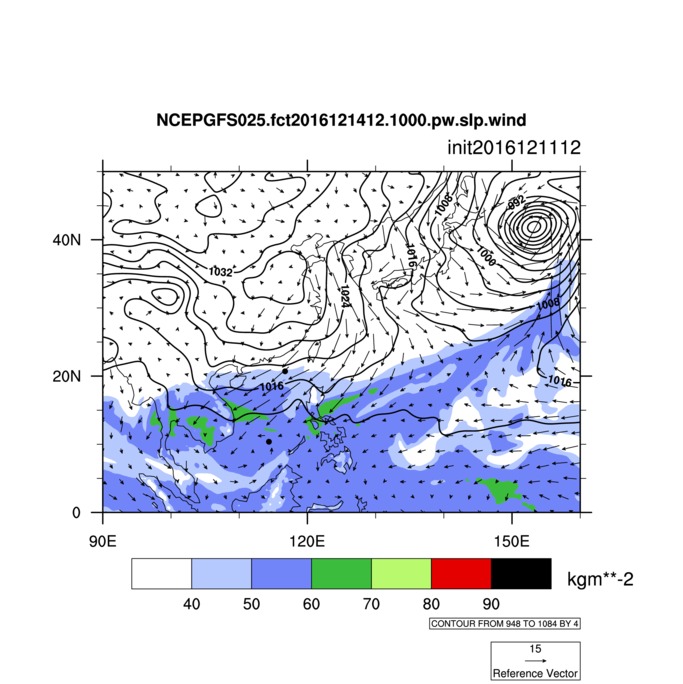 NCEPGFS025.fct2016121412.1000.pw.slp.wind
init2016121112
992
1008
40N
1016
1000
1032
1024
1008
20N
1016
1016
0
90E 120E 150E
kgm**-2
40 50 60 70 80 90
CONTOUR FROM 948 TO 1084 BY 4
15
Reference Vector